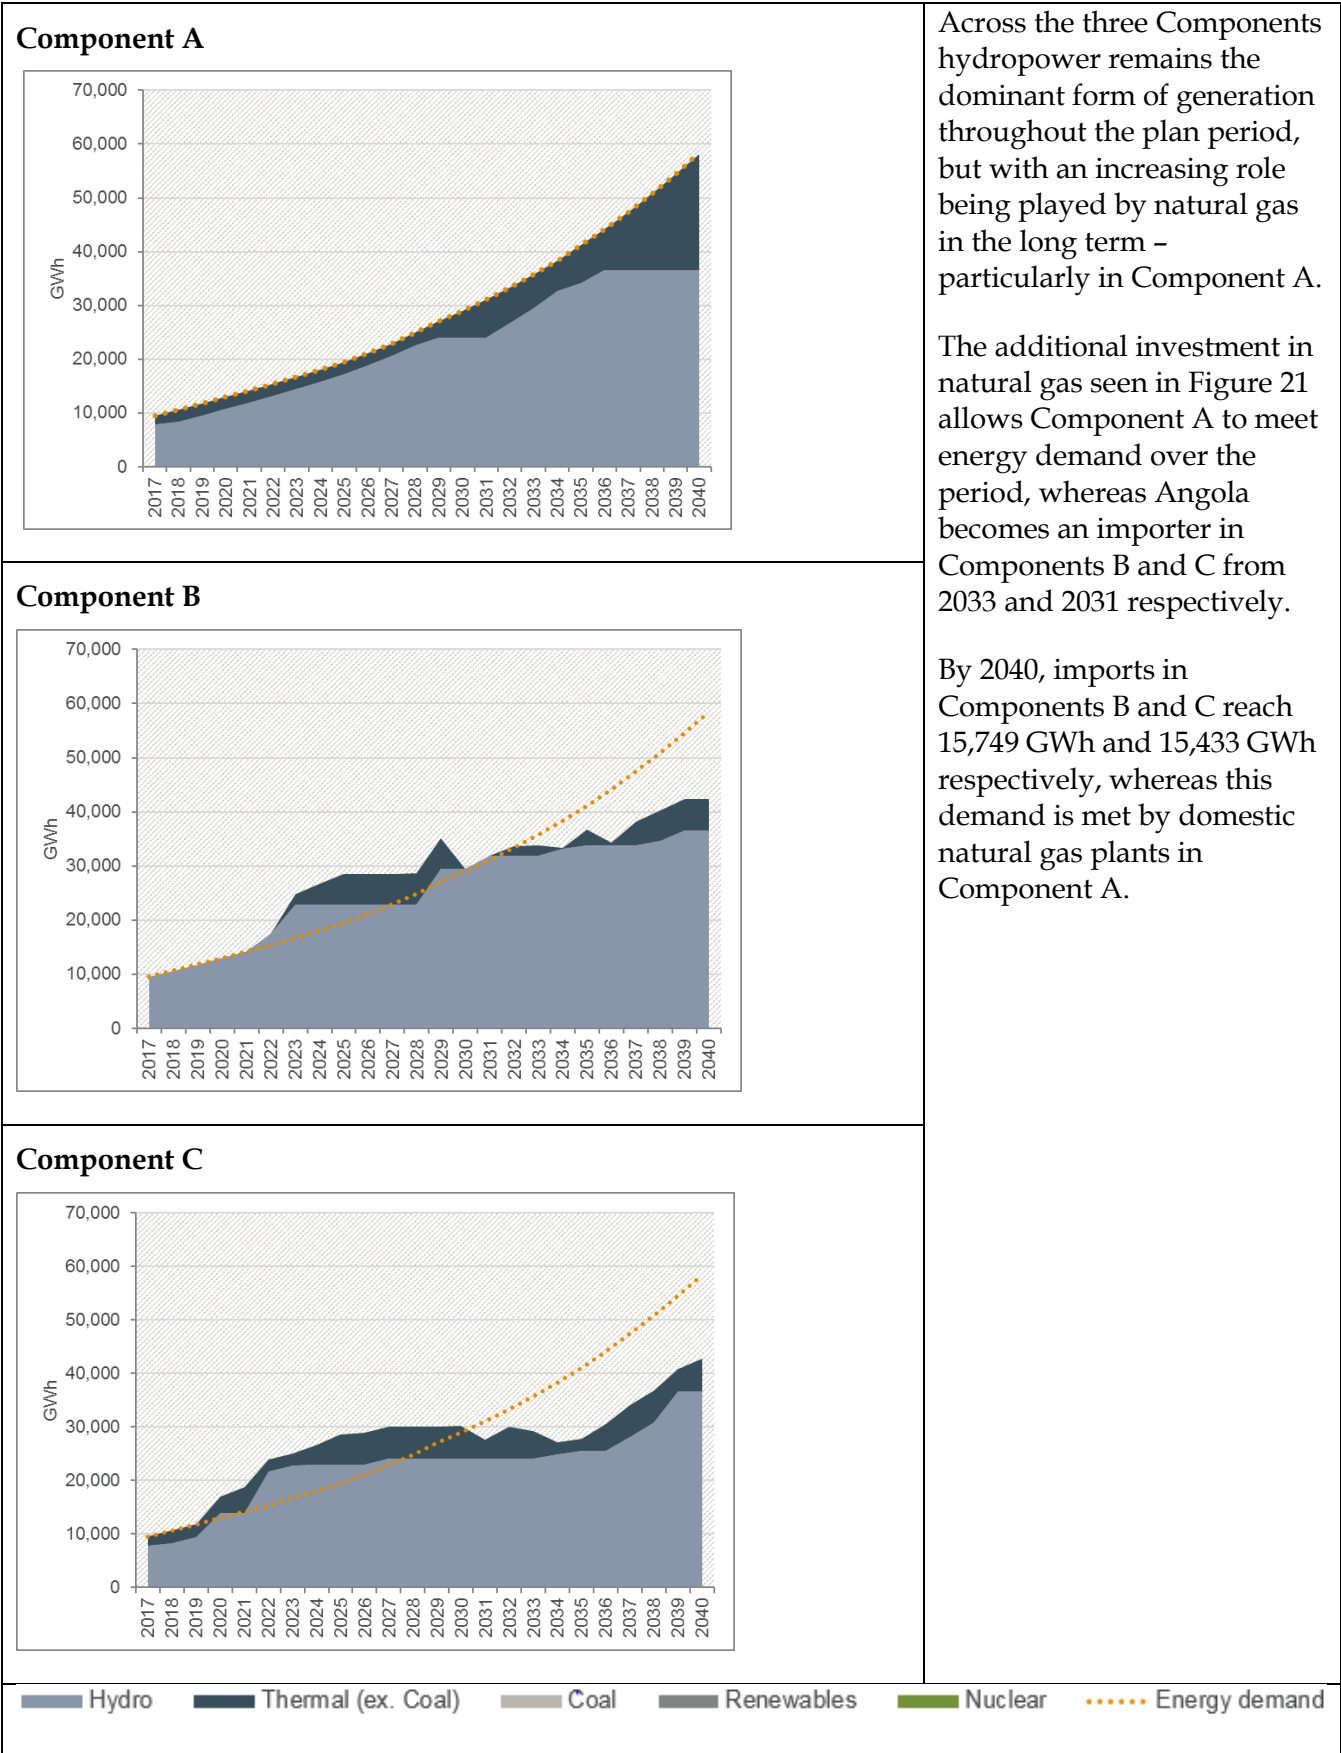 Component A
70,000
60,000
50,000
40,000
30,000
20,000
10,000
0
GWh
2017 2018 2019 2020 2021 2022 2023 2024 2025 2026 2027 2028 2029 2030 2031 2032 2033 2034 2035 2036 2037 2038 2039 2040
Component B
70,000
60,000
50,000
40,000
30,000
20,000
10,000
0
GWh
2017 2018 2019 2020 2021 2022 2023 2024 2025 2026 2027 2028 2029 2030 2031 2032 2033 2034 2035 2036 2037 2038 2039 2040
Component C
70,000
60,000
50,000
40,000
30,000
20,000
10,000
0
GWh
2017 2018 2019 2020 2021 2022 2023 2024 2025 2026 2027 2028 2029 2030 2031 2032 2033 2034 2035 2036 2037 2038 2039 2040
Across the three Components
hydropower remains the
dominant form of generation
throughout the plan period,
but with an increasing role
being played by natural gas
in the long term –
particularly in Component A.
The additional investment in
natural gas seen in Figure 21
allows Component A to meet
energy demand over the
period, whereas Angola
becomes an importer in
Components B and C from
2033 and 2031 respectively.
By 2040, imports in
Components B and C reach
15,749 GWh and 15,433 GWh
respectively, whereas this
demand is met by domestic
natural gas plants in
Component A.
Hydro Thermal (ex. Coal) Coal Renewables Nuclear Energy demand